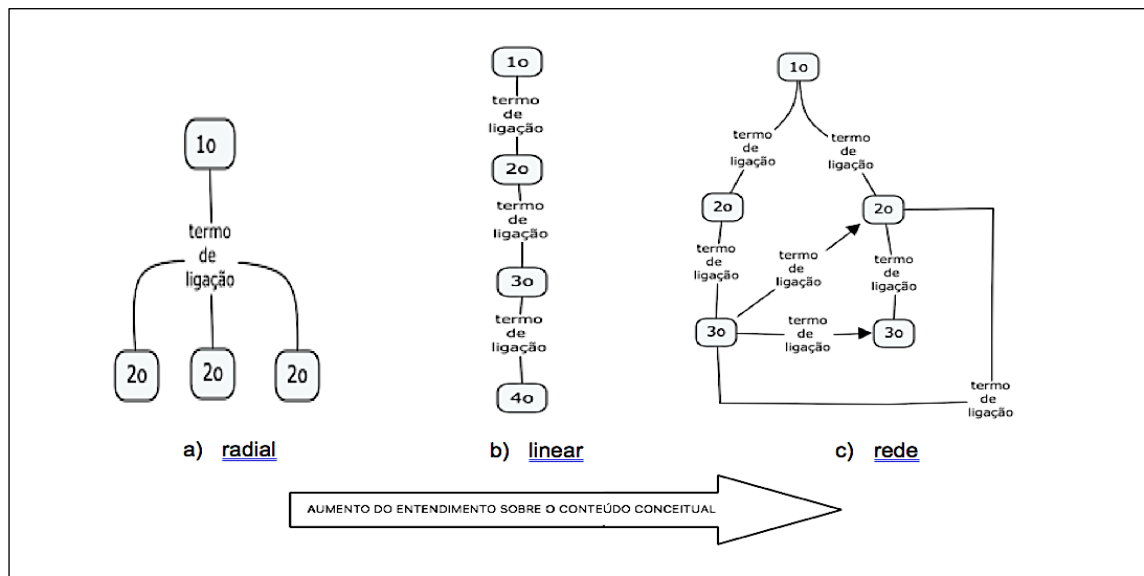 1o
termo
de
ligação
2o
2o
2o
a) radial
1o
termo
de
ligação
2o
termo
de
ligação
3o
termo
de
ligação
4o
b) linear
1o
termo
de
ligação
termo
de
ligação
2o
2o
termo
de
ligação
termo
de
ligação
termo
de
ligação
3o
termo
de
ligação
3o
termo
de
ligação
c) rede
AUMENTO DO ENTENDIMENTO SOBRE O CONTEÚDO CONCEITUAL